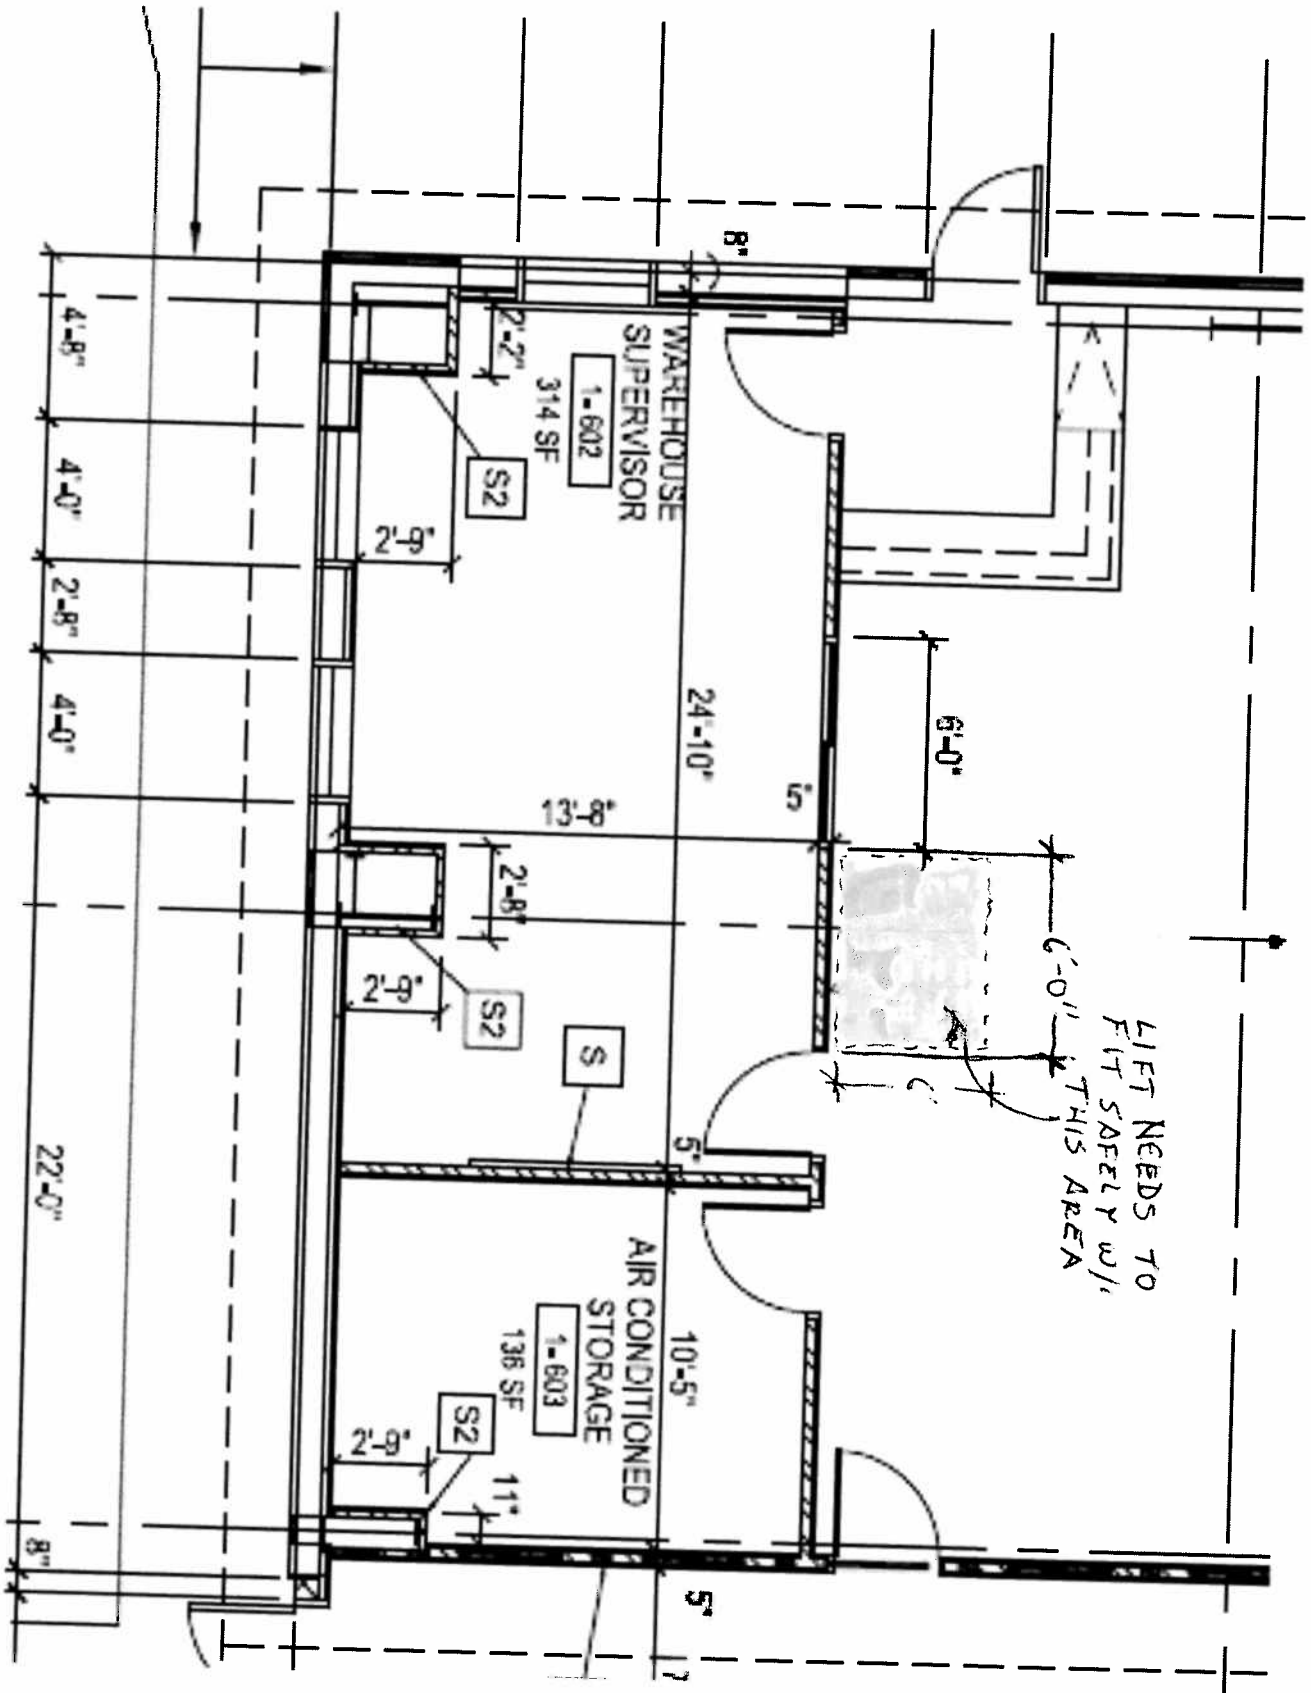 LIFT NEEDS TO
FIT SAFELY W/
THIS AREA
6'-0"
6'-0"
5"
8"
24'-10"
5"
10'-5"
5"
WAREHOUSE
SUPERVISOR
1-602
314 SF
AIR CONDITIONED
STORAGE
1-603
136 SF
13'-8"
2'-2"
S2
2'-9"
2'-8"
S2
2'-9"
S
S2
2'-9"
11"
4'-8"
4'-0"
2'-8"
4'-0"
22'-0"
8"